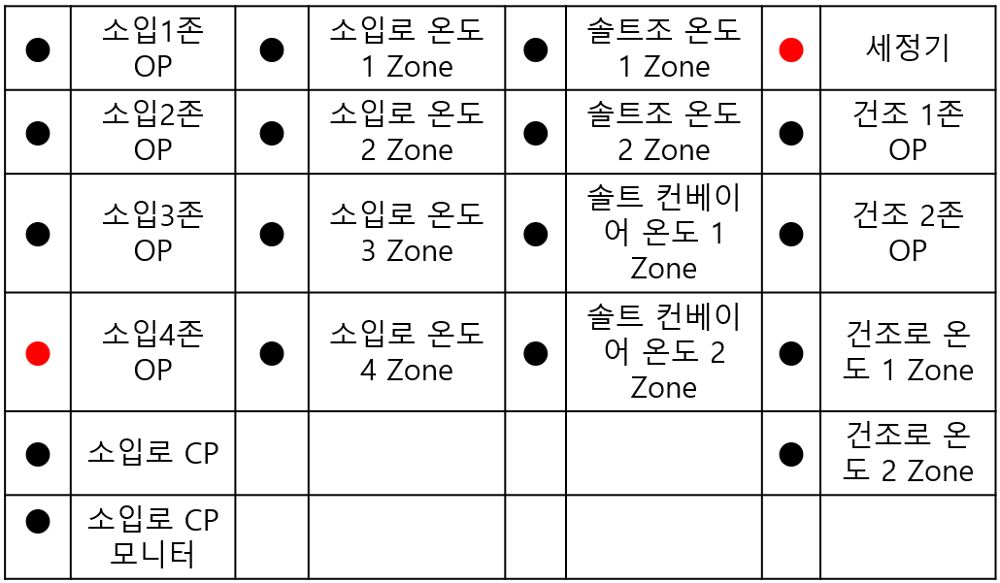 ● 소입1존 OP ● 소입로 온도 1 Zone ● 솔트조 온도 1 Zone ● 세정기
● 소입2존 OP ● 소입로 온도 2 Zone ● 솔트조 온도 2 Zone ● 건조 1존 OP
● 소입3존 OP ● 소입로 온도 3 Zone ● 솔트 컨베이어 온도 1 Zone ● 건조 2존 OP
● 소입4존 OP ● 소입로 온도 4 Zone ● 솔트 컨베이어 온도 2 Zone ● 건조로 온도 1 Zone
● 소입로 CP ● 건조로 온도 2 Zone
● 소입로 CP 모니터